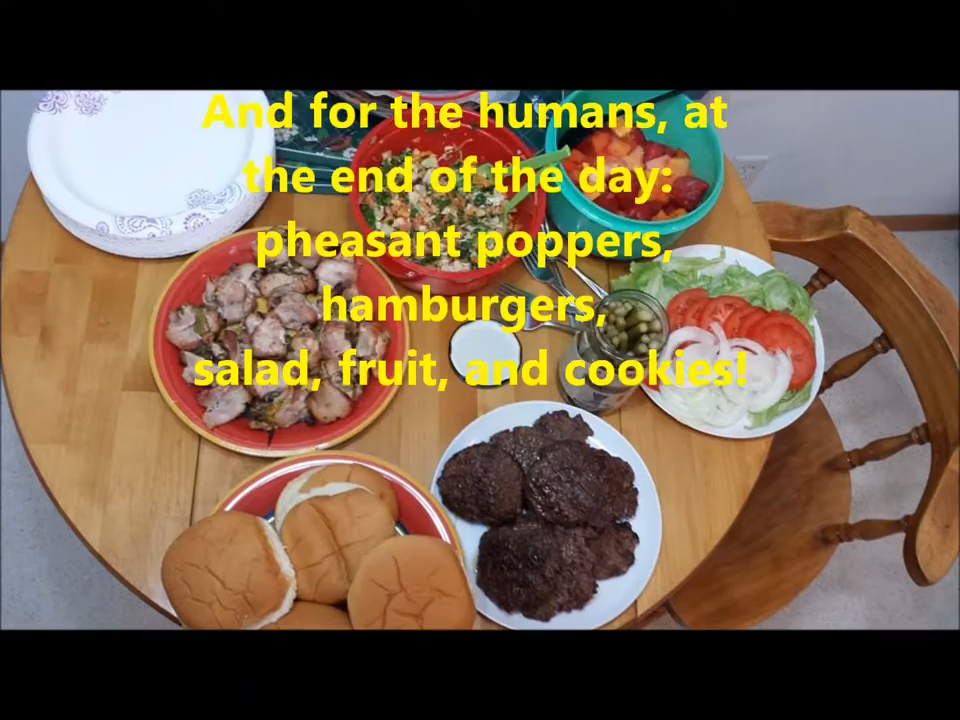 And for the humans, at
the end of the day:
pheasant poppers,
hamburgers,
salad, fruit, and cookies!